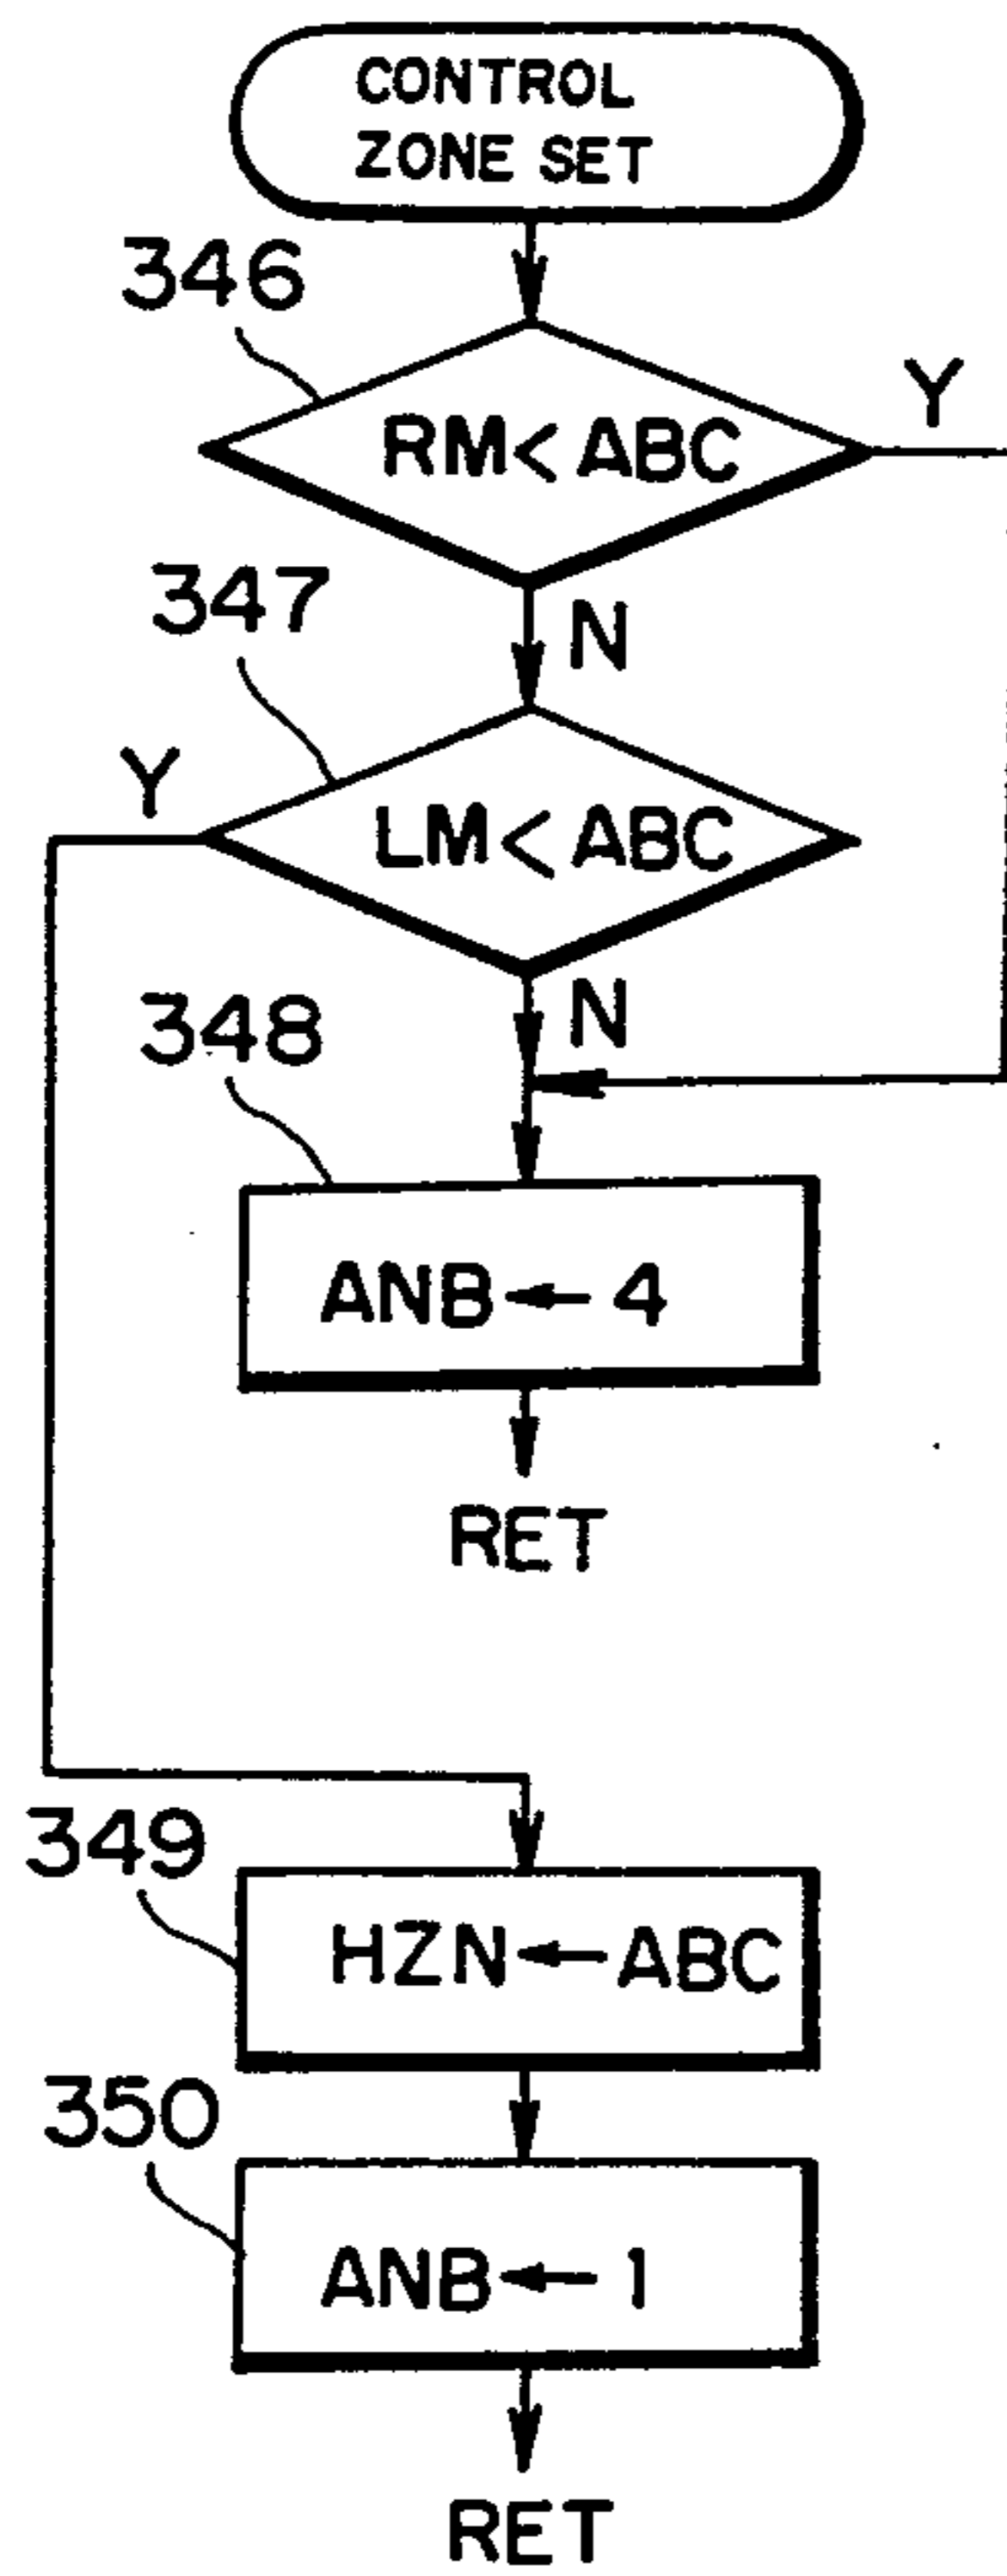 CONTROL
ZONE SET
346
RM< ABC
Y
N
347
LM< ABC
Y
N
348
ANB ← 4
RET
349
HZN ← ABC
350
ANB ← 1
RET